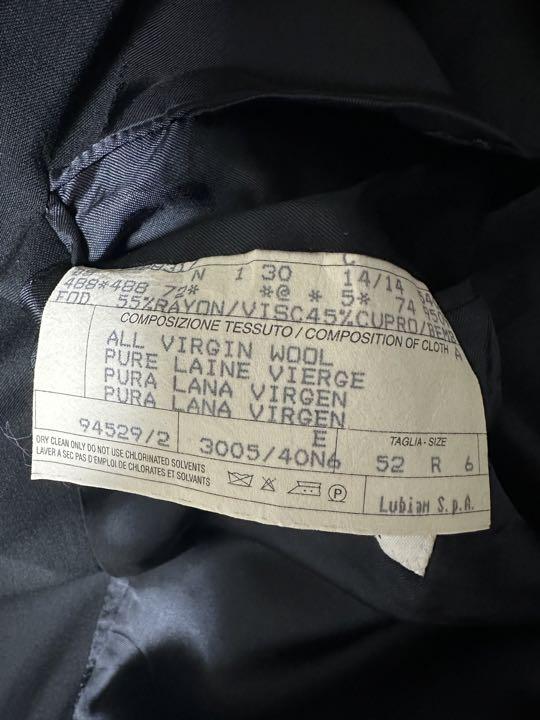 N 1 30 14/14 54
488*488 72* *@ * 5* 74
FOD 55%RAYON/VISC45%CUPRO/BEMB
COMPOSIZIONE TESSUTO / COMPOSITION OF CLOTH A
ALL VIRGIN WOOL
PURE LAINE VIERGE
PURA LANA VIRGEN
PURA LANA VIRGEN
94529/2 3005/40N6 E
TAGLIA - SIZE
52 R 6
DRY CLEAN ONLY DO NOT USE CHLORINATED SOLVENTS
LAVER A SEC PAS D'EMPLOI DE CHLORATES ET SOLVANTS
P
Lubiam S.p.A.